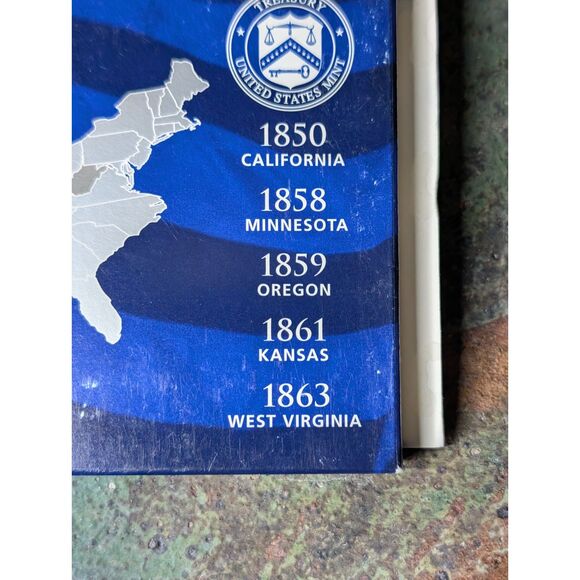 TREASURY
UNITED STATES MINT
1850
CALIFORNIA
1858
MINNESOTA
1859
OREGON
1861
KANSAS
1863
WEST VIRGINIA